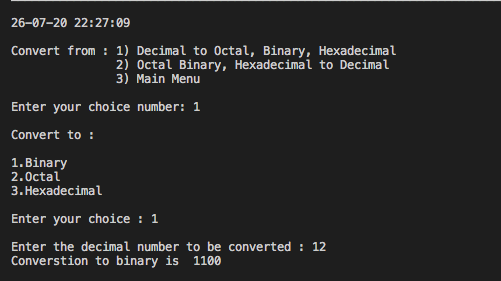 26-07-20 22:27:09
Convert from : 1) Decimal to Octal, Binary, Hexadecimal
2) Octal Binary, Hexadecimal to Decimal
3) Main Menu
Enter your choice number: 1
Convert to :
1.Binary
2.Octal
3.Hexadecimal
Enter your choice : 1
Enter the decimal number to be converted : 12
Converstion to binary is  1100